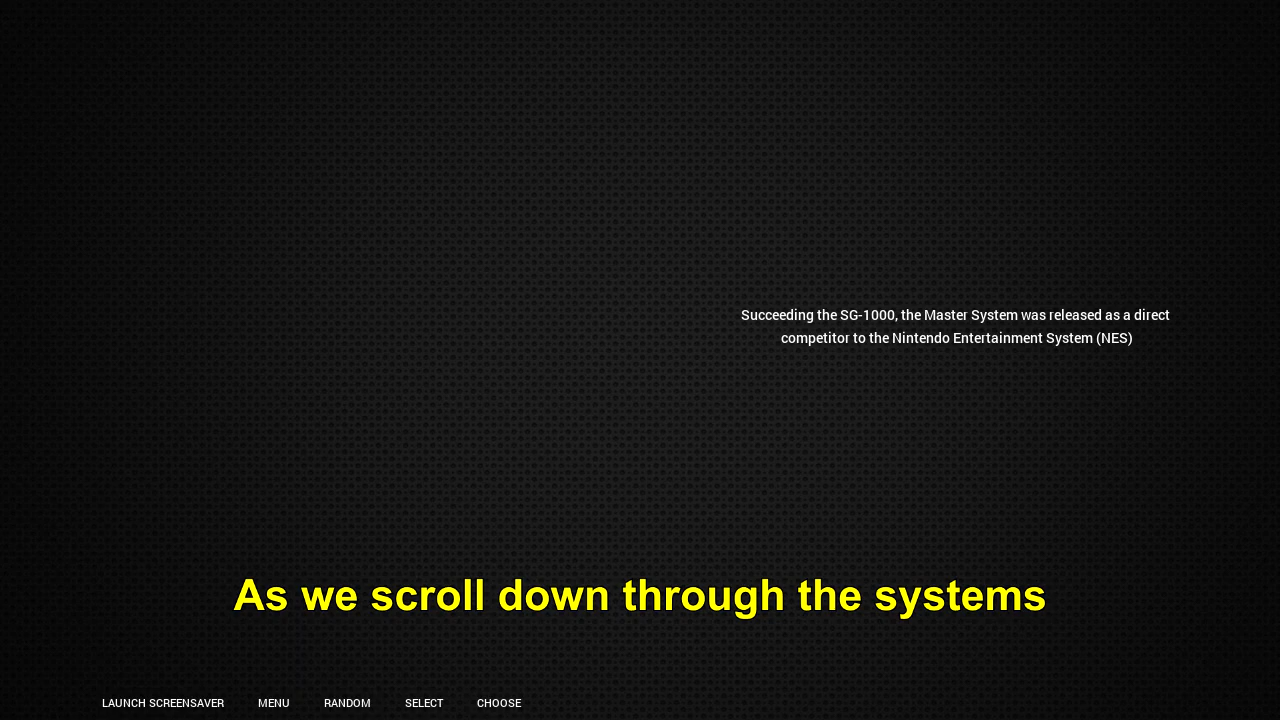 Succeeding the SG-1000, the Master System was released as a direct
competitor to the Nintendo Entertainment System (NES)
As we scroll down through the systems
LAUNCH SCREENSAVER MENU RANDOM SELECT CHOOSE